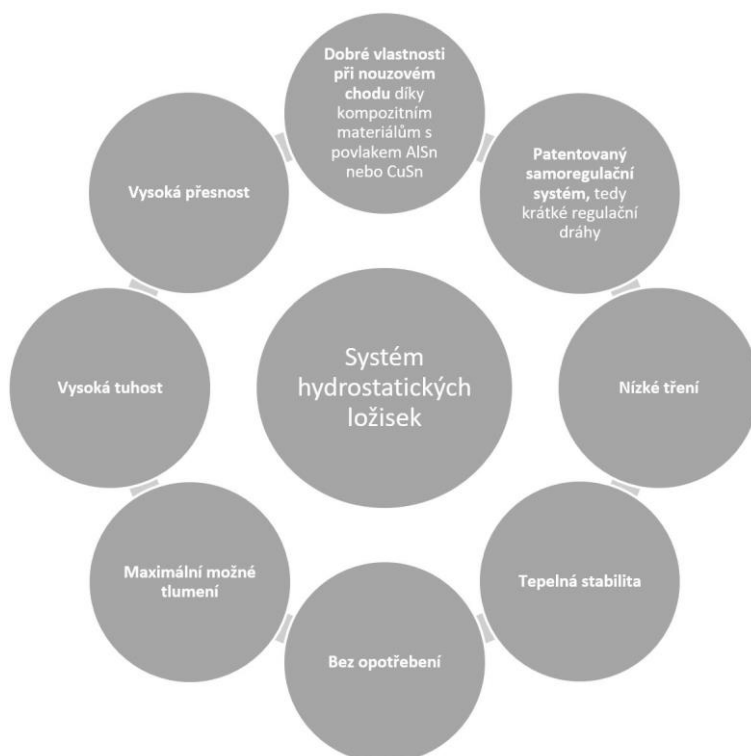 Dobré vlastnosti
při nouzovém
chodu díky
kompozitním
materiálům s
povlakem AlSn
nebo CuSn
Patentovaný
samoregulační
systém, tedy
krátké regulační
dráhy
Nízké tření
Tepelná stabilita
Bez opotřebení
Maximální možné
tlumení
Vysoká tuhost
Vysoká přesnost
Systém
hydrostatických
ložisek